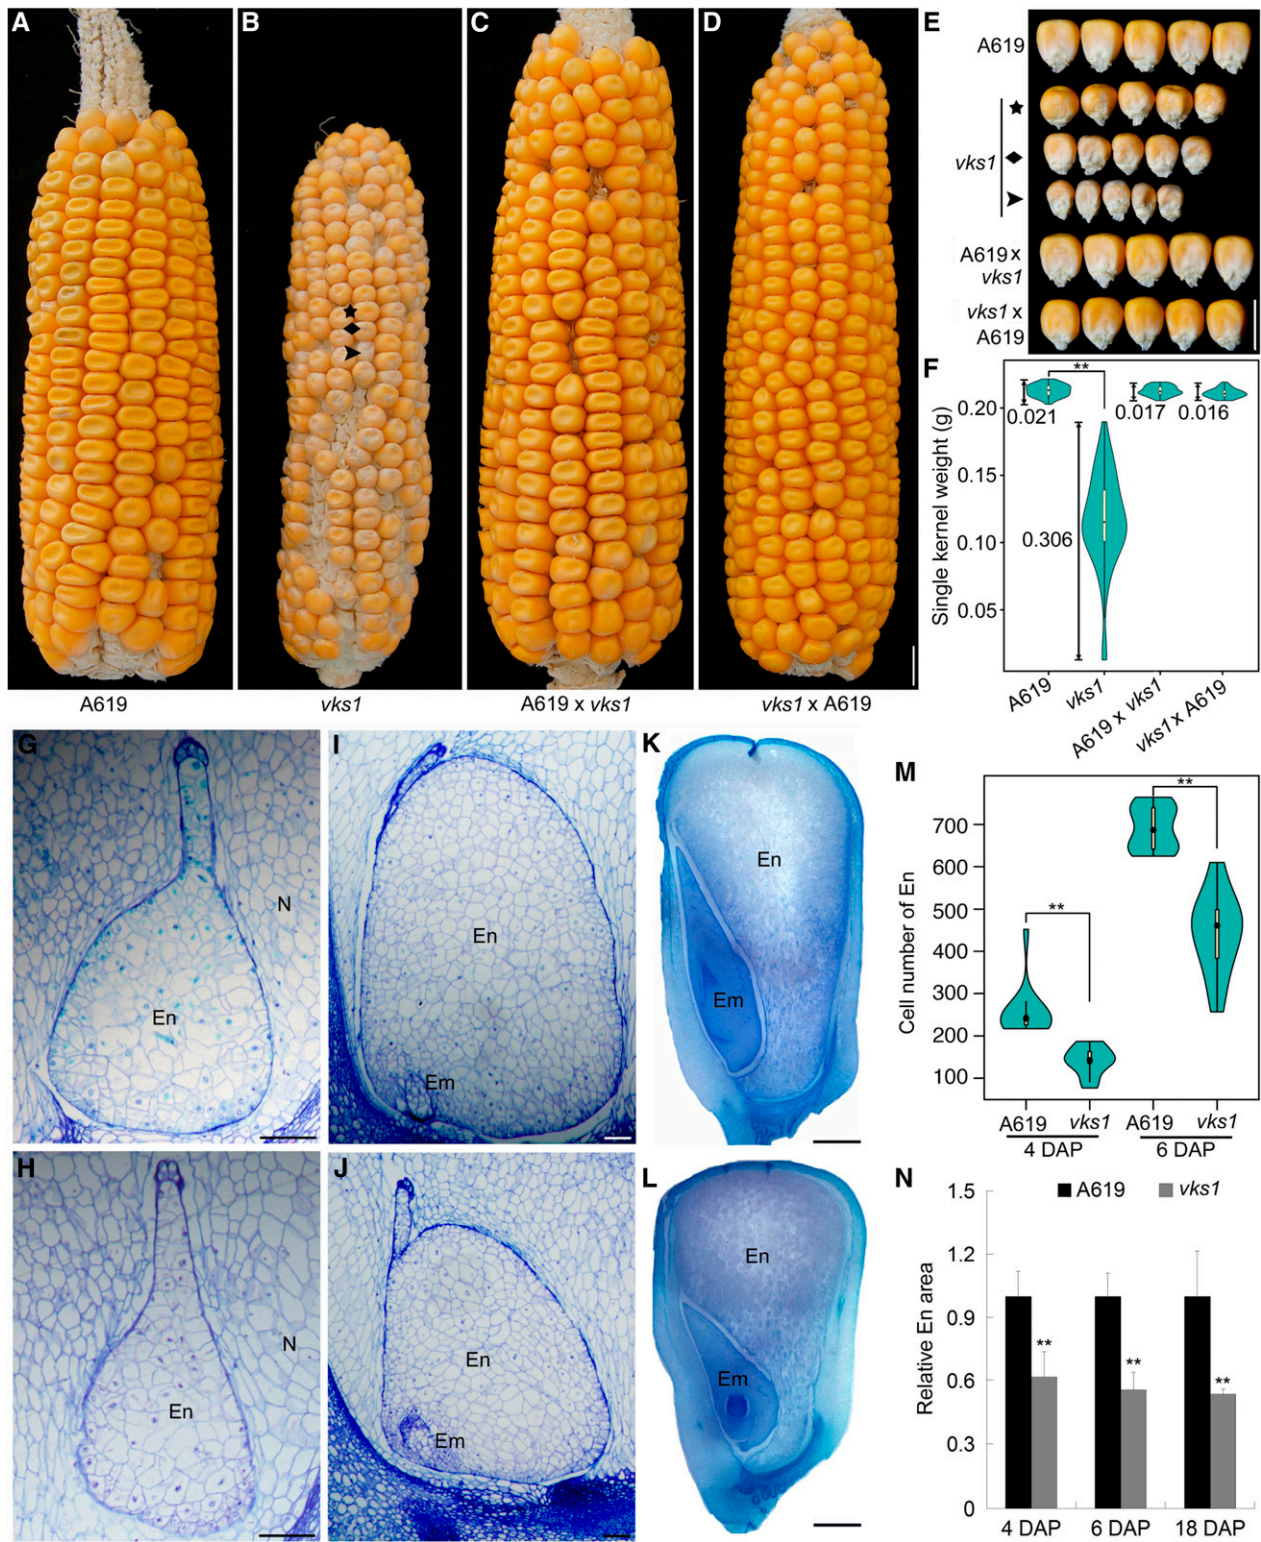 A
B
C
D
A619
vks1
A619 x vks1
vks1 x A619
E
A619
vks1
A619 x
vks1
vks1 x
A619
F
Single kernel weight (g)
0.20
0.15
0.10
0.05
**
0.021
0.306
0.017
0.016
A619
vks1
A619 x vks1
vks1 x A619
G
N
En
I
En
Em
K
En
Em
M
Cell number of En
700
600
500
400
300
200
100
**
**
A619
vks1
A619
vks1
4 DAP
6 DAP
H
N
En
J
En
Em
L
En
Em
N
A619
vks1
Relative En area
1.5
1.2
0.9
0.6
0.3
0
**
**
**
4 DAP
6 DAP
18 DAP